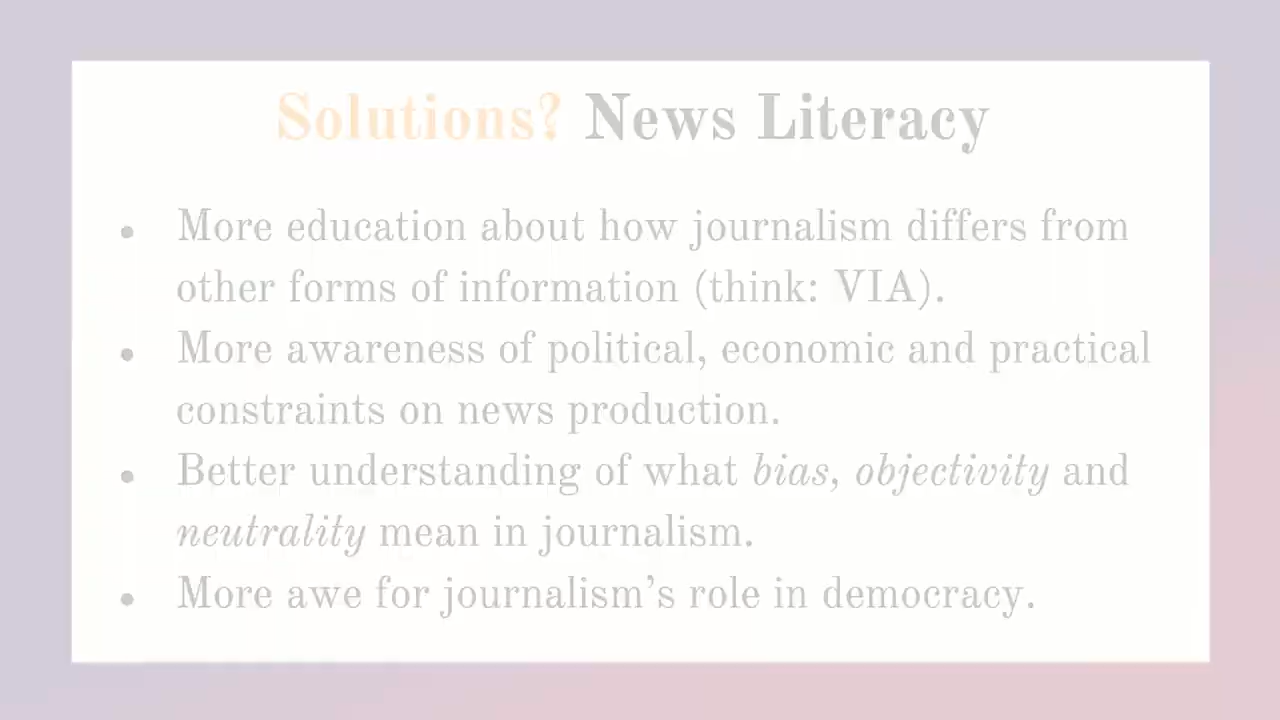 Solutions? News Literacy
• More education about how journalism differs from
other forms of information (think: VIA).
• More awareness of political, economic and practical
constraints on news production.
• Better understanding of what bias, objectivity and
neutrality mean in journalism.
• More awe for journalism’s role in democracy.